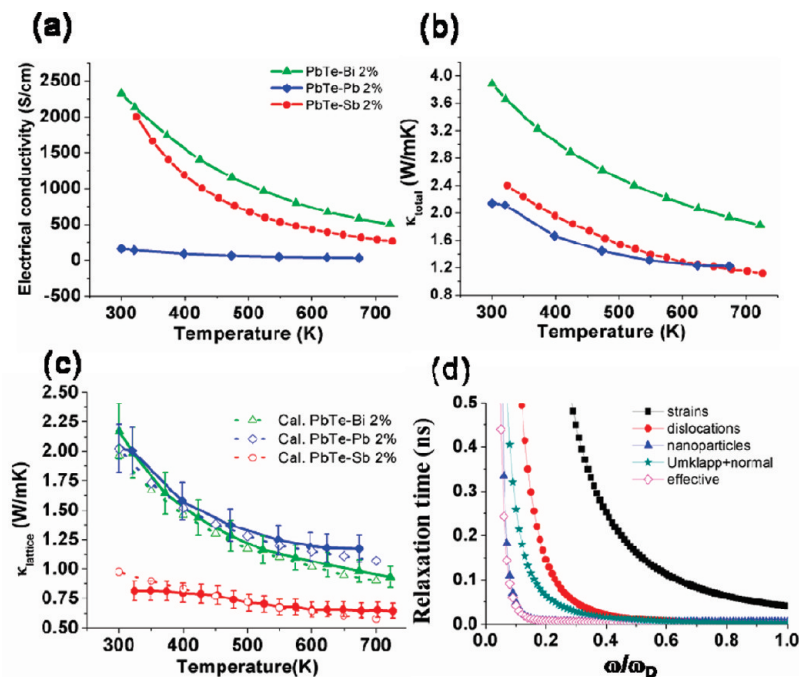 (a)
Electrical conductivity (S/cm)
2500
2000
1500
1000
500
0
-500
300 400 500 600 700
Temperature (K)
PbTe-Bi 2%
PbTe-Pb 2%
PbTe-Sb 2%
(b)
κtotal (W/mK)
4.0
3.6
3.2
2.8
2.4
2.0
1.6
1.2
0.8
300 400 500 600 700
Temperature (K)
(c)
κlattice (W/mK)
2.50
2.25
2.00
1.75
1.50
1.25
1.00
0.75
0.50
300 400 500 600 700
Temperature(K)
Cal. PbTe-Bi 2%
Cal. PbTe-Pb 2%
Cal. PbTe-Sb 2%
(d)
Relaxation time (ns)
0.5
0.4
0.3
0.2
0.1
0.0
0.0 0.2 0.4 0.6 0.8 1.0
ω/ωD
strains
dislocations
nanoparticles
Umklapp+normal
effective